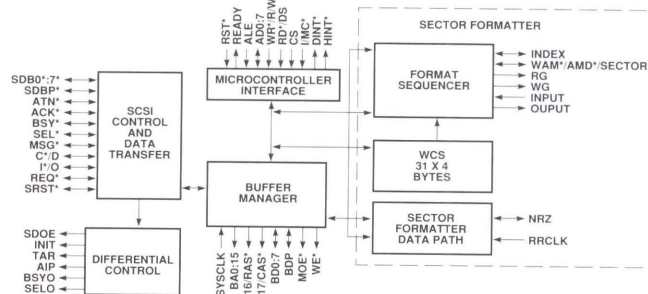 SECTOR FORMATTER
RST*
READY
ALE
AD0:7
WR*/R/W
RD*/DS
CS
I/MC*
DINT*
HINT*
MICROCONTROLLER
INTERFACE
SDB0*:7*
SDBP*
ATN*
ACK*
BSY*
SEL*
MSG*
C*/D
I*/O
REQ*
SRST*
SCSI
CONTROL
AND
DATA
TRANSFER
FORMAT
SEQUENCER
INDEX
WAM*/AMD*/SECTOR
RG
WG
INPUT
OUPUT
WCS
31 X 4
BYTES
BUFFER
MANAGER
SECTOR
FORMATTER
DATA PATH
NRZ
RRCLK
SDOE
INIT
TAR
AIP
BSYO
SELO
DIFFERENTIAL
CONTROL
SYSCLK
BA0:15
16/RAS*
17/CAS*
BD0:7
BDP
MOE*
WE*